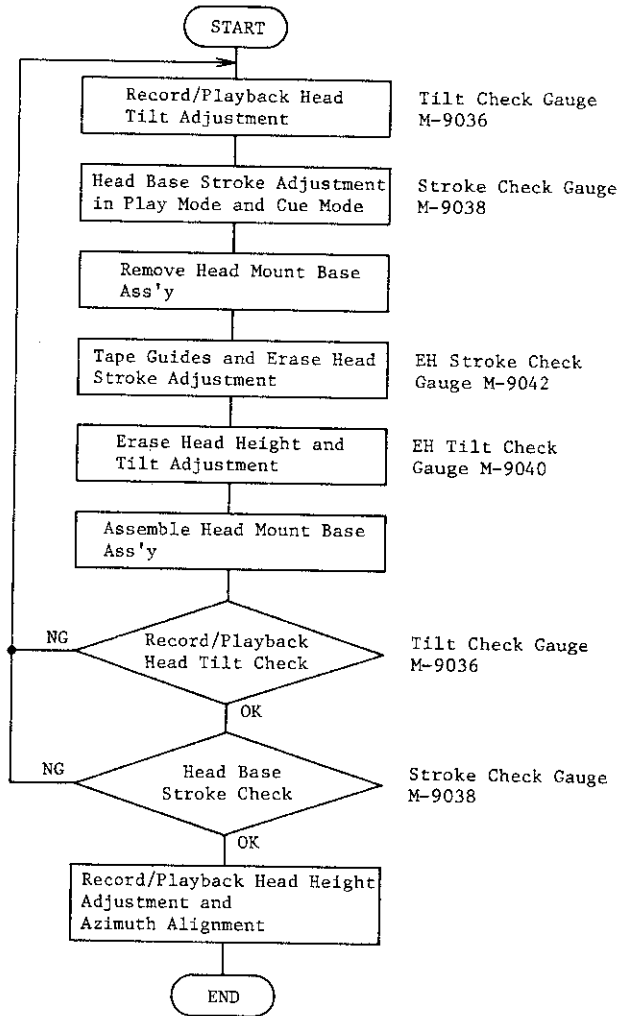 START
Record/Playback Head
Tilt Adjustment
Tilt Check Gauge
M-9036
Head Base Stroke Adjustment
in Play Mode and Cue Mode
Stroke Check Gauge
M-9038
Remove Head Mount Base
Ass'y
Tape Guides and Erase Head
Stroke Adjustment
EH Stroke Check
Gauge M-9042
Erase Head Height and
Tilt Adjustment
EH Tilt Check
Gauge M-9040
Assemble Head Mount Base
Ass'y
NG
Record/Playback
Head Tilt Check
Tilt Check Gauge
M-9036
OK
NG
Head Base
Stroke Check
Stroke Check Gauge
M-9038
OK
Record/Playback Head Height
Adjustment and
Azimuth Alignment
END